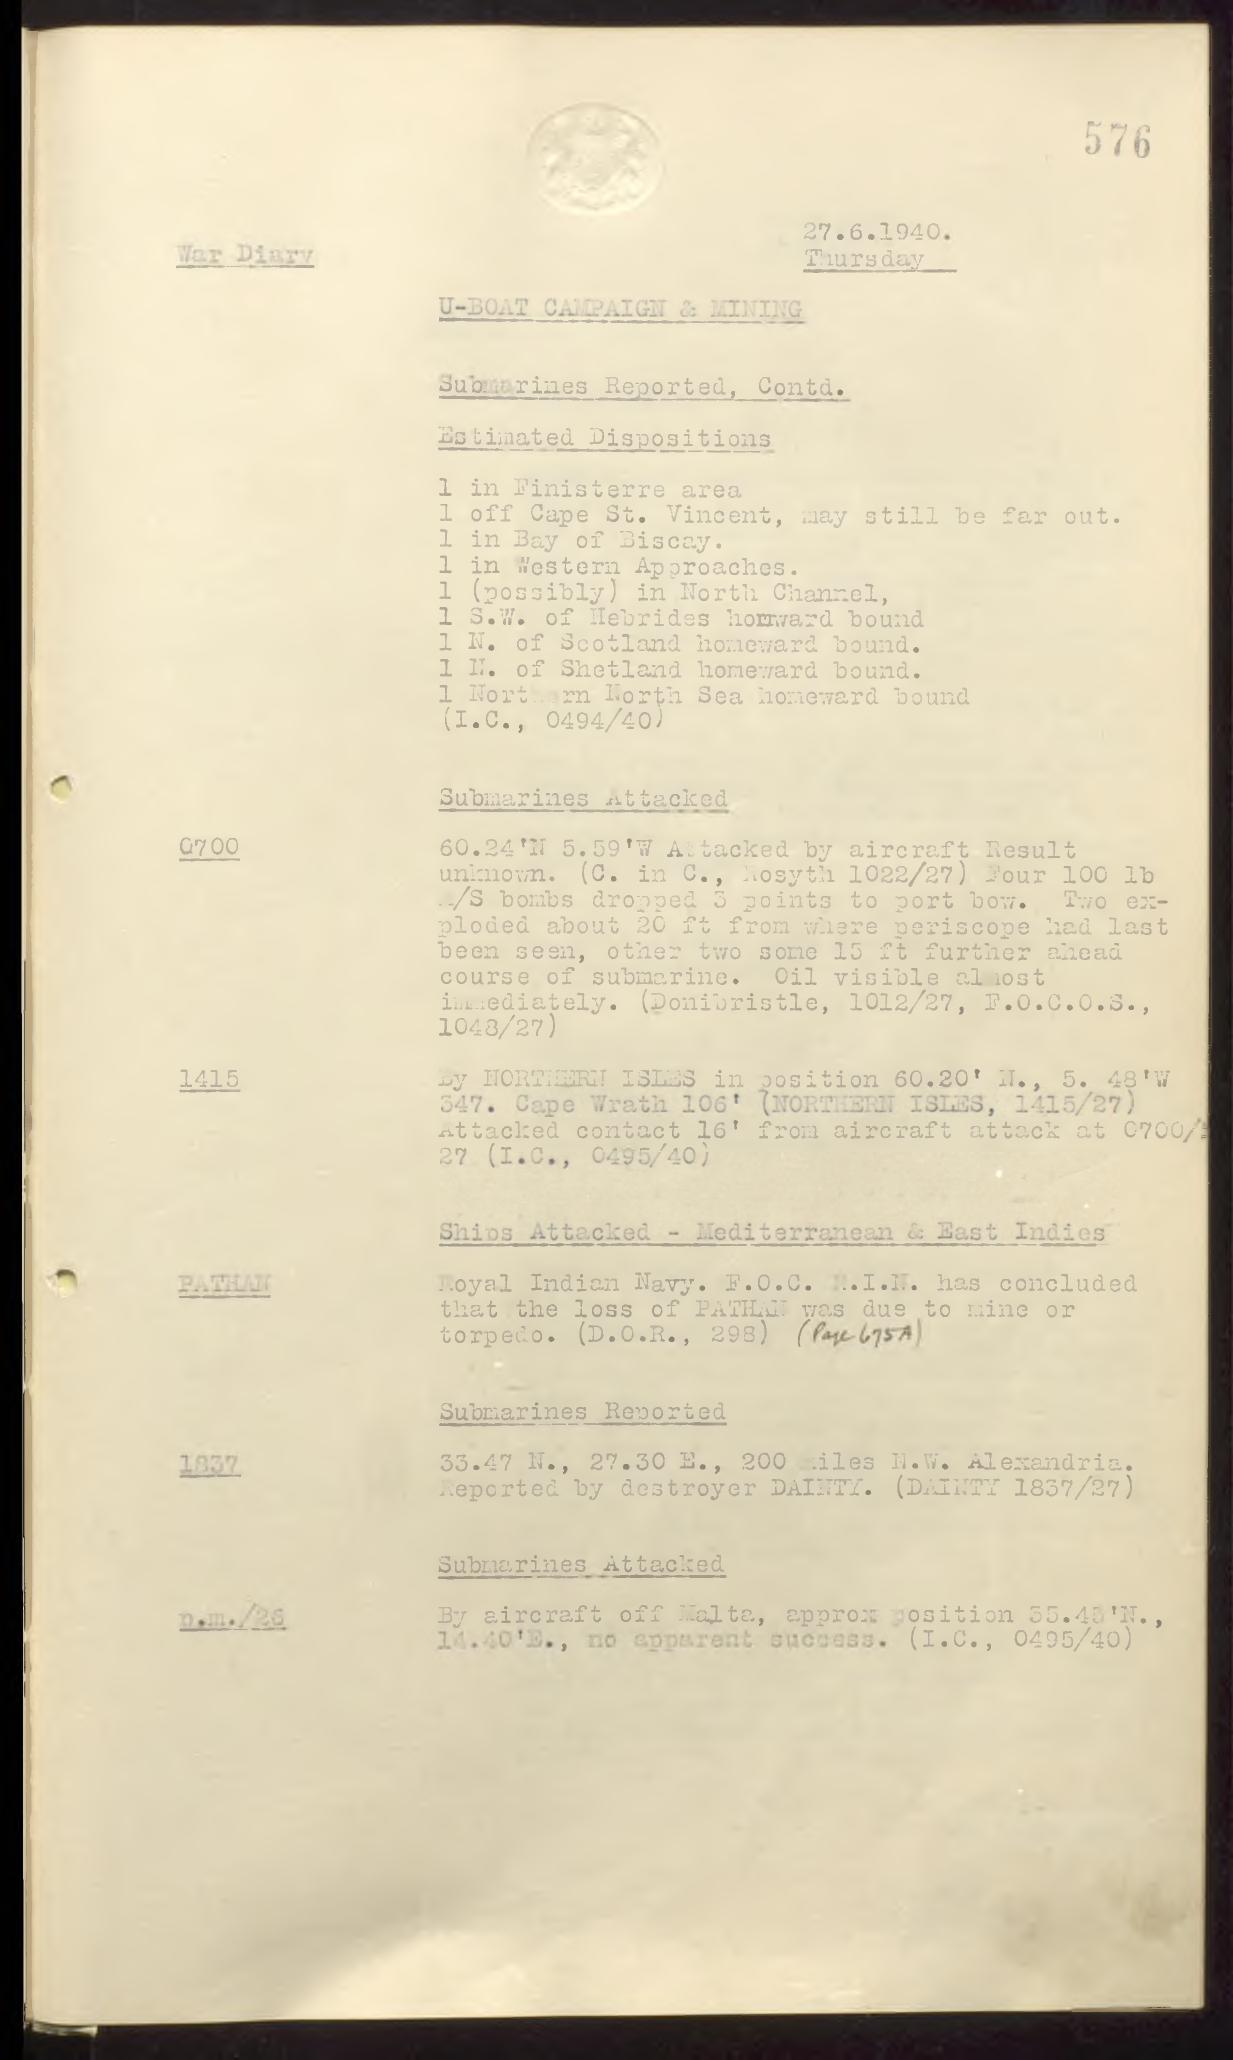 576
27.6.1940.
War Diary
Thursday
U-BOAT CAMPAIGN & MINING
Submarines Reported, Contd.
Estimated Dispositions
1 in Finisterre area
1 off Cape St. Vincent, may still be far out.
1 in Bay of Biscay.
1 in Western Approaches.
1 (possibly) in North Channel,
1 S.W. of Hebrides homward bound
1 N. of Scotland homeward bound.
1 N. of Shetland homeward bound.
1 Northern North Sea homeward bound
(I.C., 0494/40)
Submarines Attacked
0700 60.24'N 5.59'W Attacked by aircraft Result
unknown. (C. in C., Rosyth 1022/27) Four 100 lb
A/S bombs dropped 3 points to port bow. Two ex-
ploded about 20 ft from where periscope had last
been seen, other two some 15 ft further ahead
course of submarine. Oil visible almost
immediately. (Donibristle, 1012/27, F.O.C.O.S.,
1048/27)
1415 By NORTHERN ISLES in position 60.20' N., 5. 48'W
347. Cape Wrath 106' (NORTHERN ISLES, 1415/27)
Attacked contact 16' from aircraft attack at 0700/
27 (I.C., 0495/40)
Ships Attacked - Mediterranean & East Indies
PATHAN Royal Indian Navy. F.O.C. R.I.N. has concluded
that the loss of PATHAN was due to mine or
torpedo. (D.O.R., 298) (Page 675A)
Submarines Reported
1837 33.47 N., 27.30 E., 200 miles N.W. Alexandria.
Reported by destroyer DAINTY. (DAINTY 1837/27)
Submarines Attacked
p.m./26 By aircraft off Malta, approx position 35.43'N.,
14.40'E., no apparent success. (I.C., 0495/40)